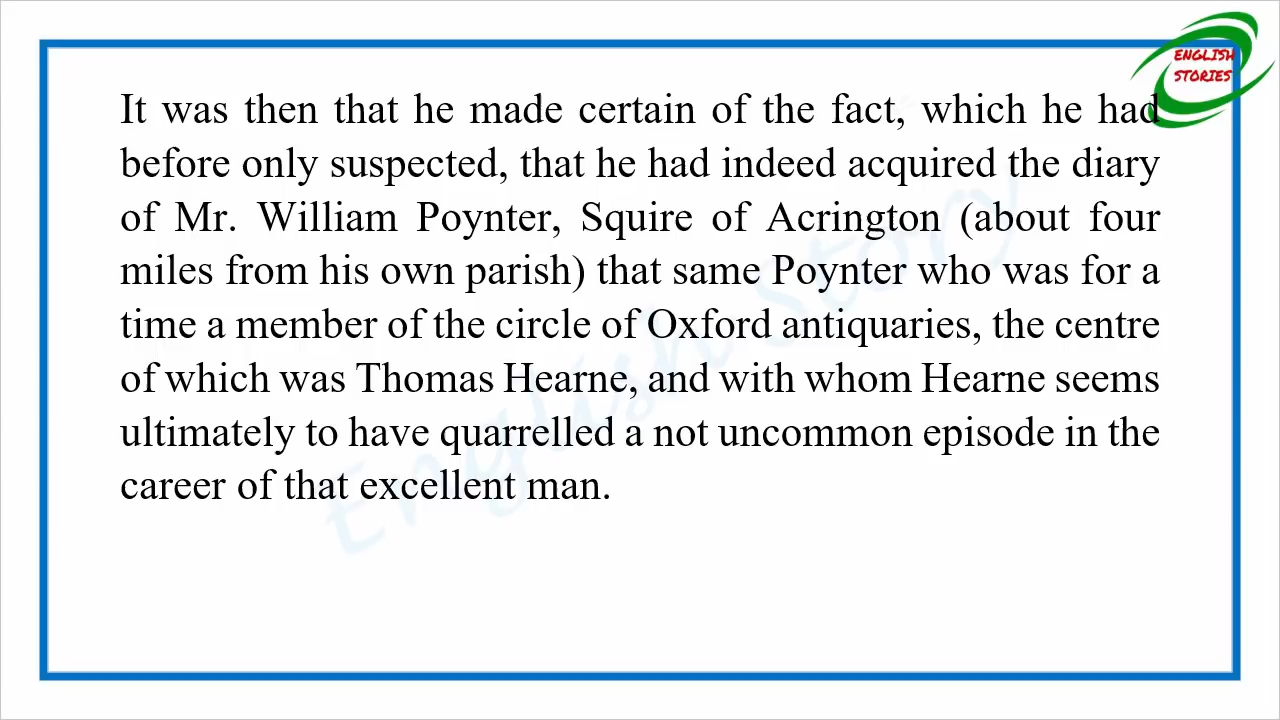 ENGLISH
STORIES
It was then that he made certain of the fact, which he had
before only suspected, that he had indeed acquired the diary
of Mr. William Poynter, Squire of Acrington (about four
miles from his own parish) that same Poynter who was for a
time a member of the circle of Oxford antiquaries, the centre
of which was Thomas Hearne, and with whom Hearne seems
ultimately to have quarrelled a not uncommon episode in the
career of that excellent man.
English Story